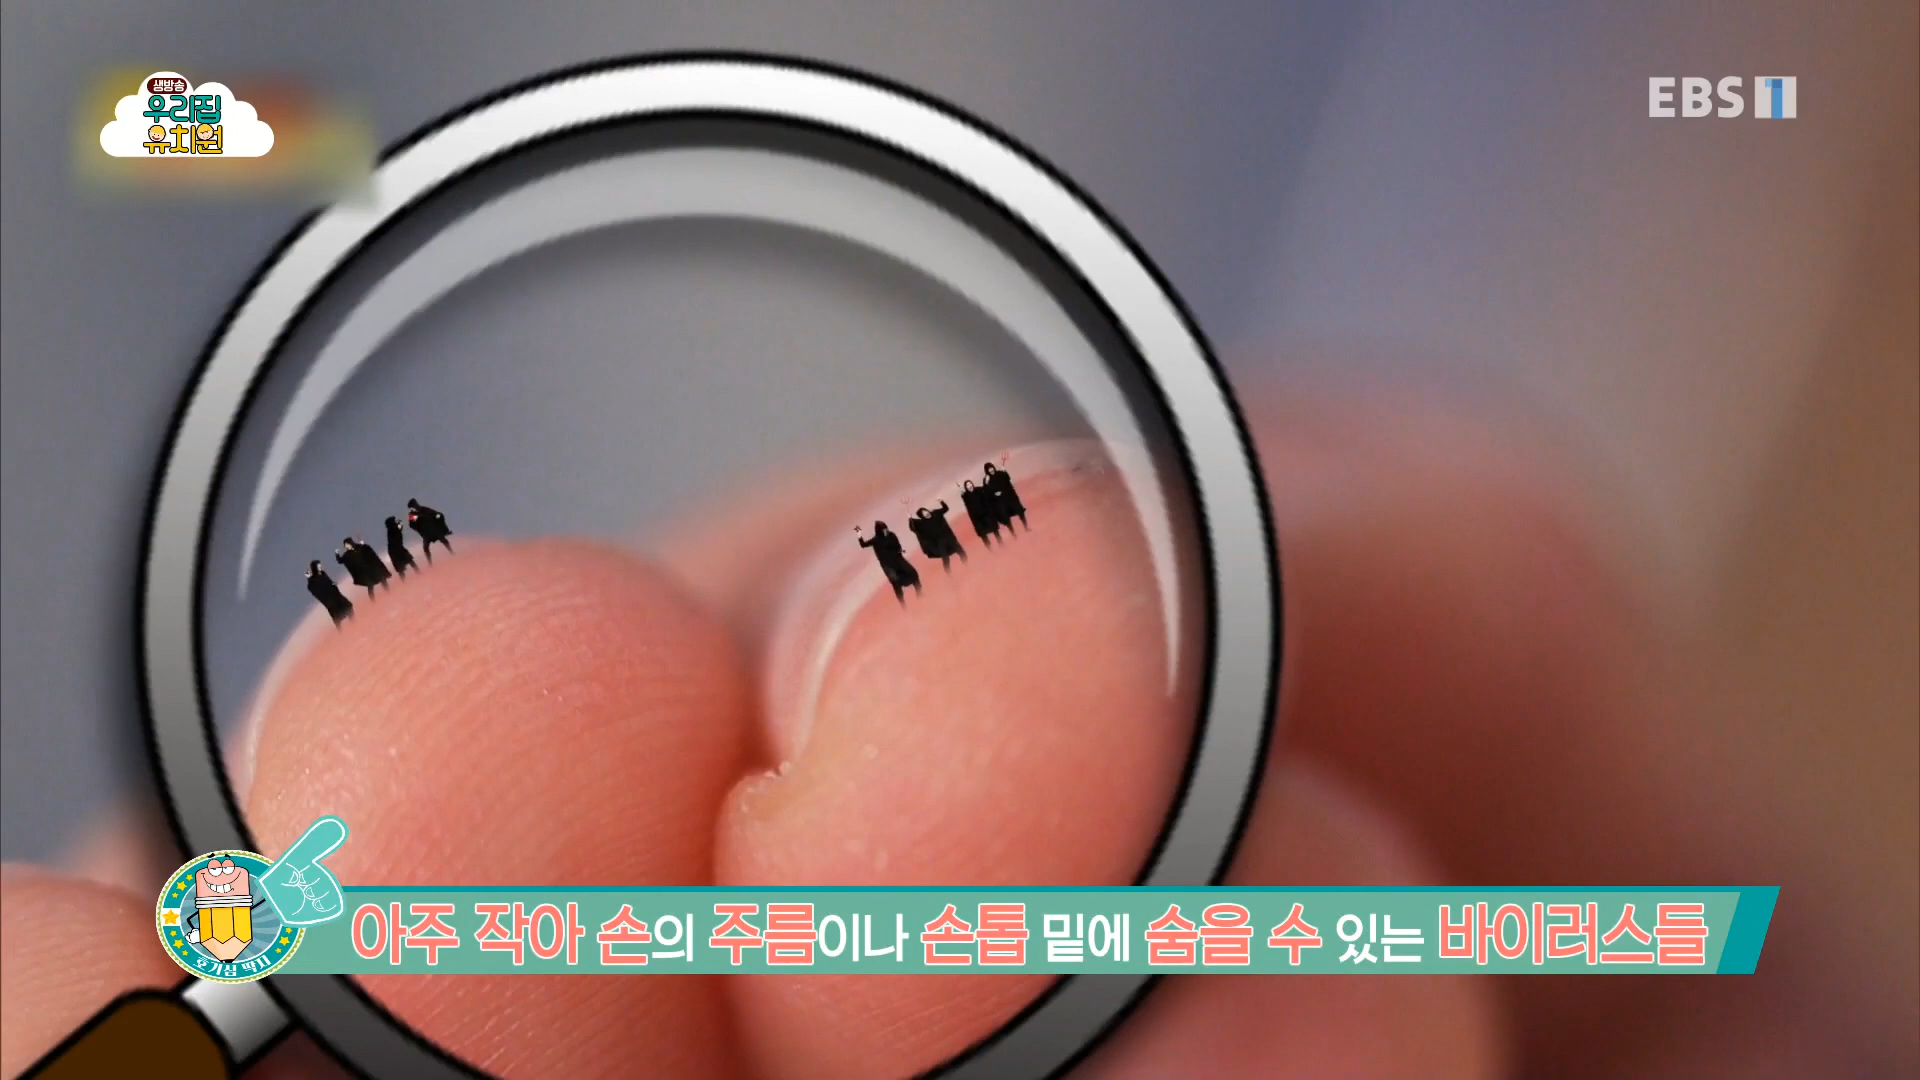 생방송
우리집
유치원
EBS 1
아주 작아 손의 주름이나 손톱 밑에 숨을 수 있는 바이러스들
호기심 딱지